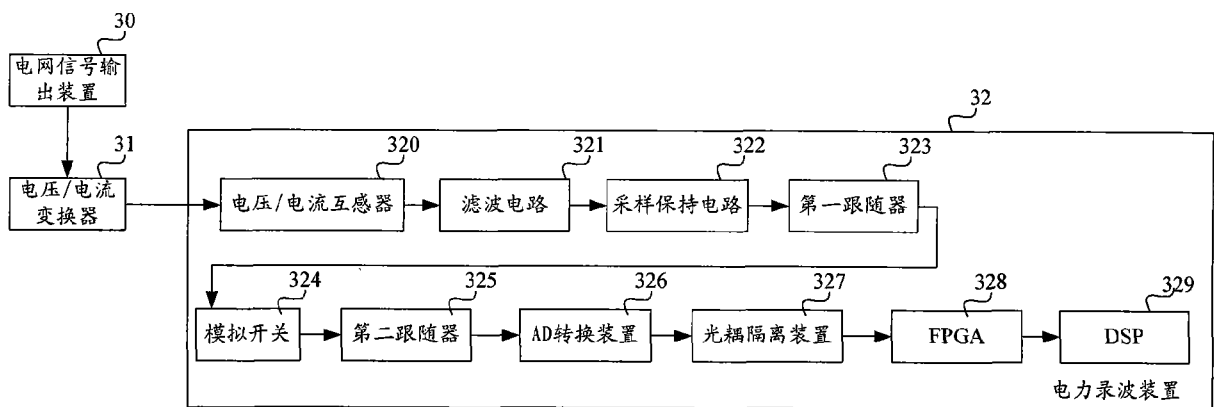 30
电网信号输
出装置
32
31
320
321
322
323
电压/电流
变换器
电压/电流互感器
滤波电路
采样保持电路
第一跟随器
324
325
326
327
328
329
模拟开关
第二跟随器
AD转换装置
光耦隔离装置
FPGA
DSP
电力录波装置